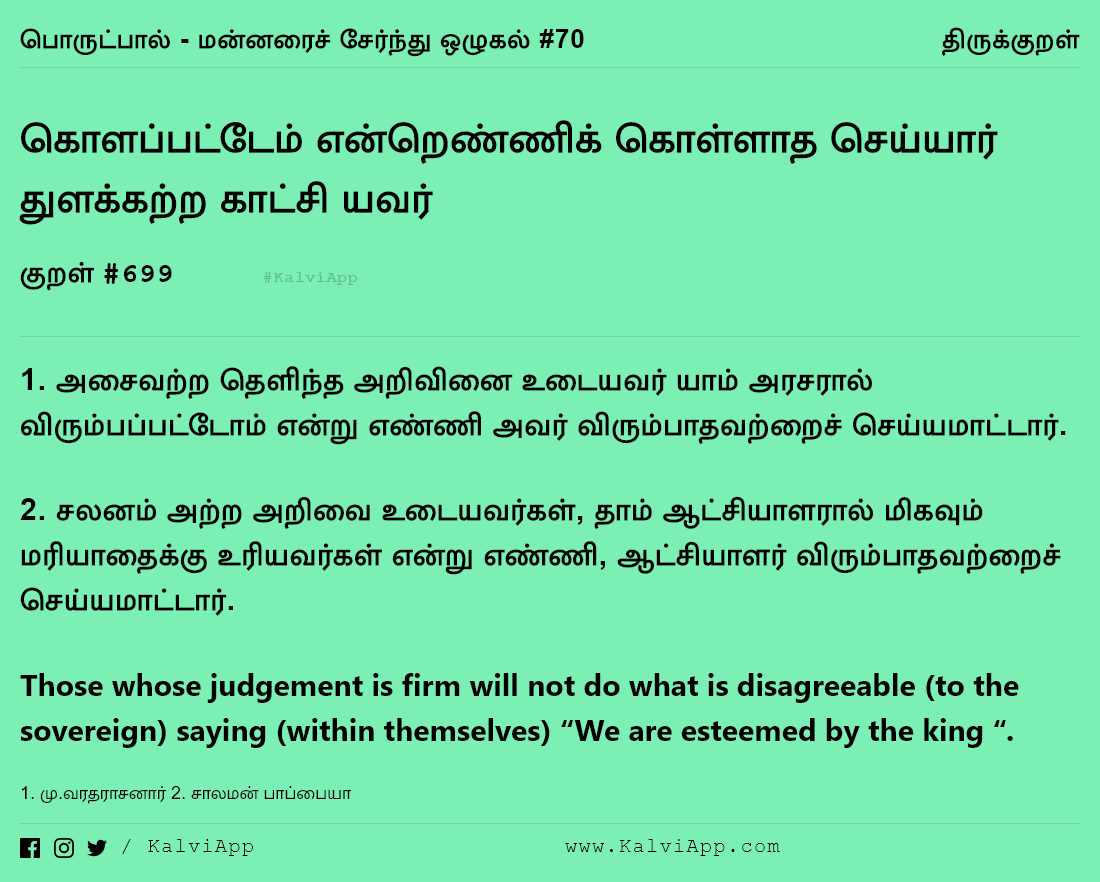 பொருட்பால் - மன்னரைச் சேர்ந்து ஒழுகல் #70 திருக்குறள்
கொளப்பட்டேம் என்றெண்ணிக் கொள்ளாத செய்யார்
துளக்கற்ற காட்சி யவர்
குறள் #699 #KalviApp
1. அசைவற்ற தெளிந்த அறிவினை உடையவர் யாம் அரசரால்
விரும்பப்பட்டோம் என்று எண்ணி அவர் விரும்பாதவற்றைச் செய்யமாட்டார்.
2. சலனம் அற்ற அறிவை உடையவர்கள், தாம் ஆட்சியாளரால் மிகவும்
மரியாதைக்கு உரியவர்கள் என்று எண்ணி, ஆட்சியாளர் விரும்பாதவற்றைச்
செய்யமாட்டார்.
Those whose judgement is firm will not do what is disagreeable (to the
sovereign) saying (within themselves) “We are esteemed by the king “.
1. மு.வரதராசனார் 2. சாலமன் பாப்பையா
/ KalviApp www.KalviApp.com